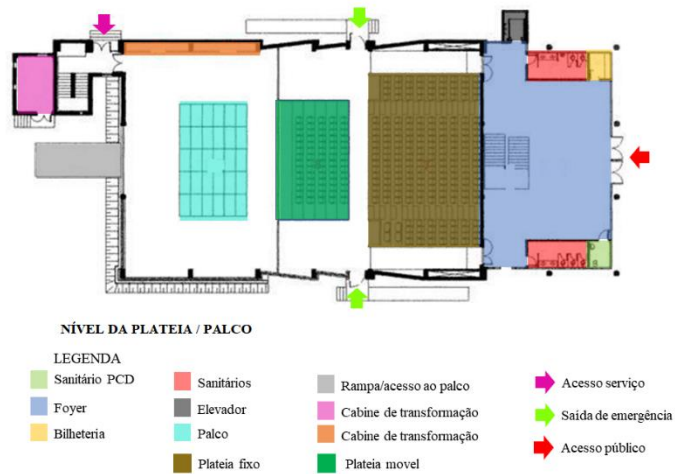 NÍVEL DA PLATEIA / PALCO
LEGENDA
Sanitário PCD
Foyer
Bilheteria
Sanitários
Elevador
Palco
Plateia fixo
Rampa/acesso ao palco
Cabine de transformação
Cabine de transformação
Plateia movel
Acesso serviço
Saída de emergência
Acesso público